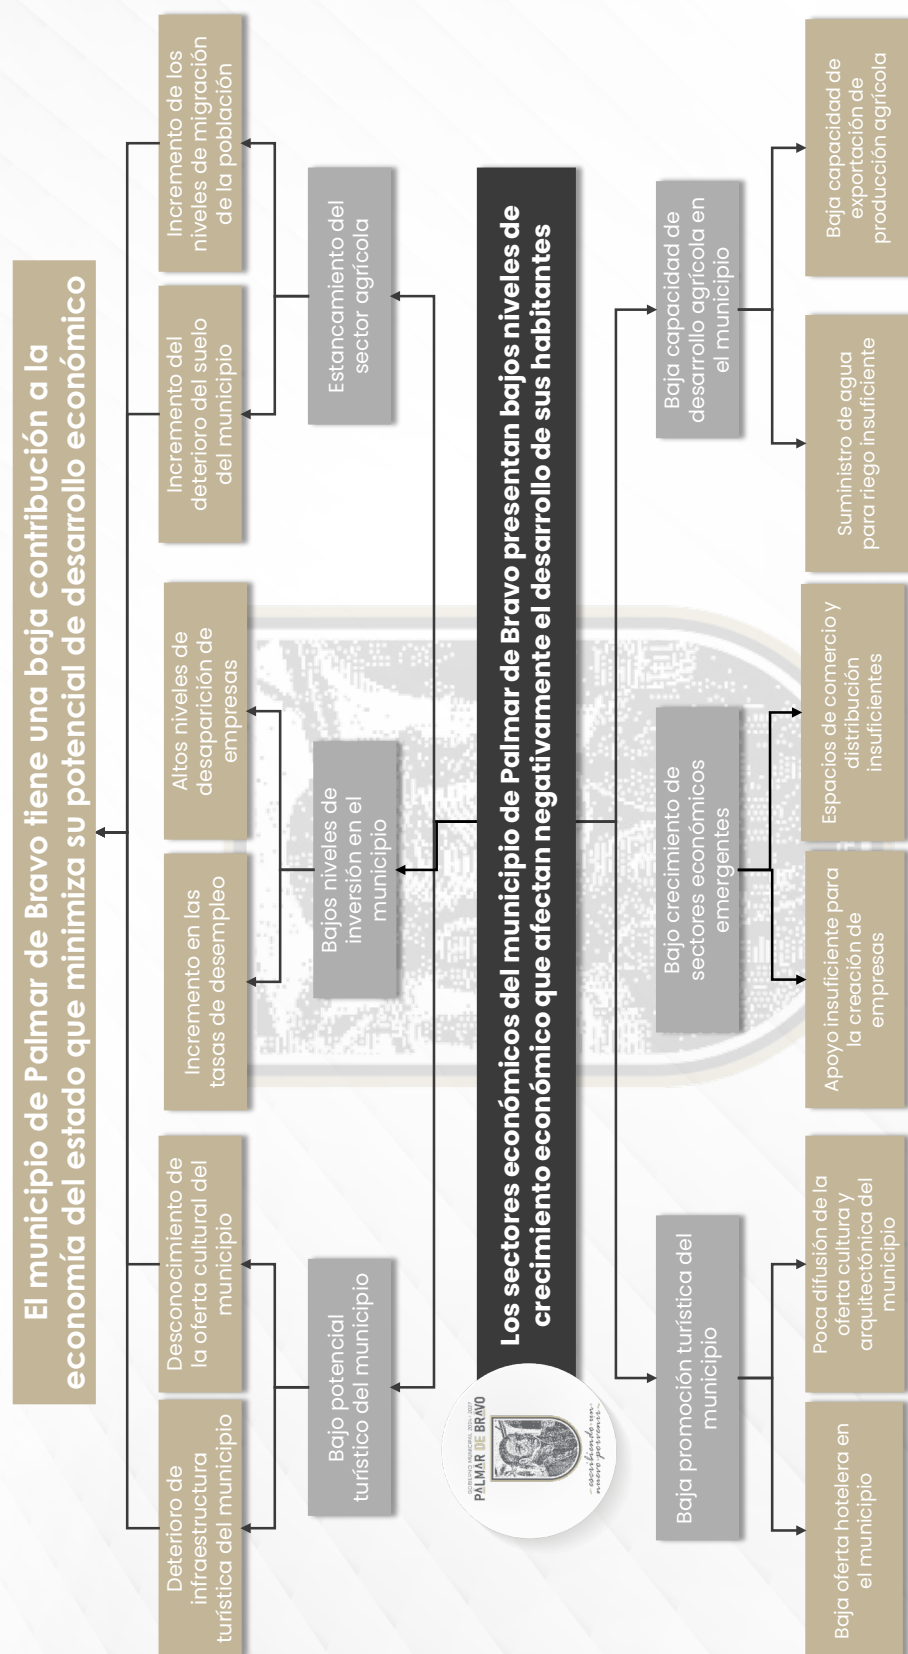 El municipio de Palmar de Bravo tiene una baja contribución a la
economía del estado que minimiza su potencial de desarrollo económico
Deterioro de
infraestructura
turística del municipio
Desconocimiento de
la oferta cultural del
municipio
Incremento en las
tasas de desempleo
Altos niveles de
desaparición de
empresas
Incremento del
deterioro del suelo
del municipio
Incremento de los
niveles de migración
de la población
Bajo potencial
turístico del municipio
Bajos niveles de
inversión en el
municipio
Estancamiento del
sector agrícola
GOBIERNO MUNICIPAL 2024 - 2027
PALMAR DE BRAVO
- escribiendo un -
nuevo porvenir -
Los sectores económicos del municipio de Palmar de Bravo presentan bajos niveles de
crecimiento económico que afectan negativamente el desarrollo de sus habitantes
Baja promoción turística del
municipio
Bajo crecimiento de
sectores económicos
emergentes
Baja capacidad de
desarrollo agrícola en
el municipio
Baja oferta hotelera en
el municipio
Poca difusión de la
oferta cultura y
arquitectónica del
municipio
Apoyo insuficiente para
la creación de
empresas
Espacios de comercio y
distribución
insuficientes
Suministro de agua
para riego insuficiente
Baja capacidad de
exportación de
producción agrícola